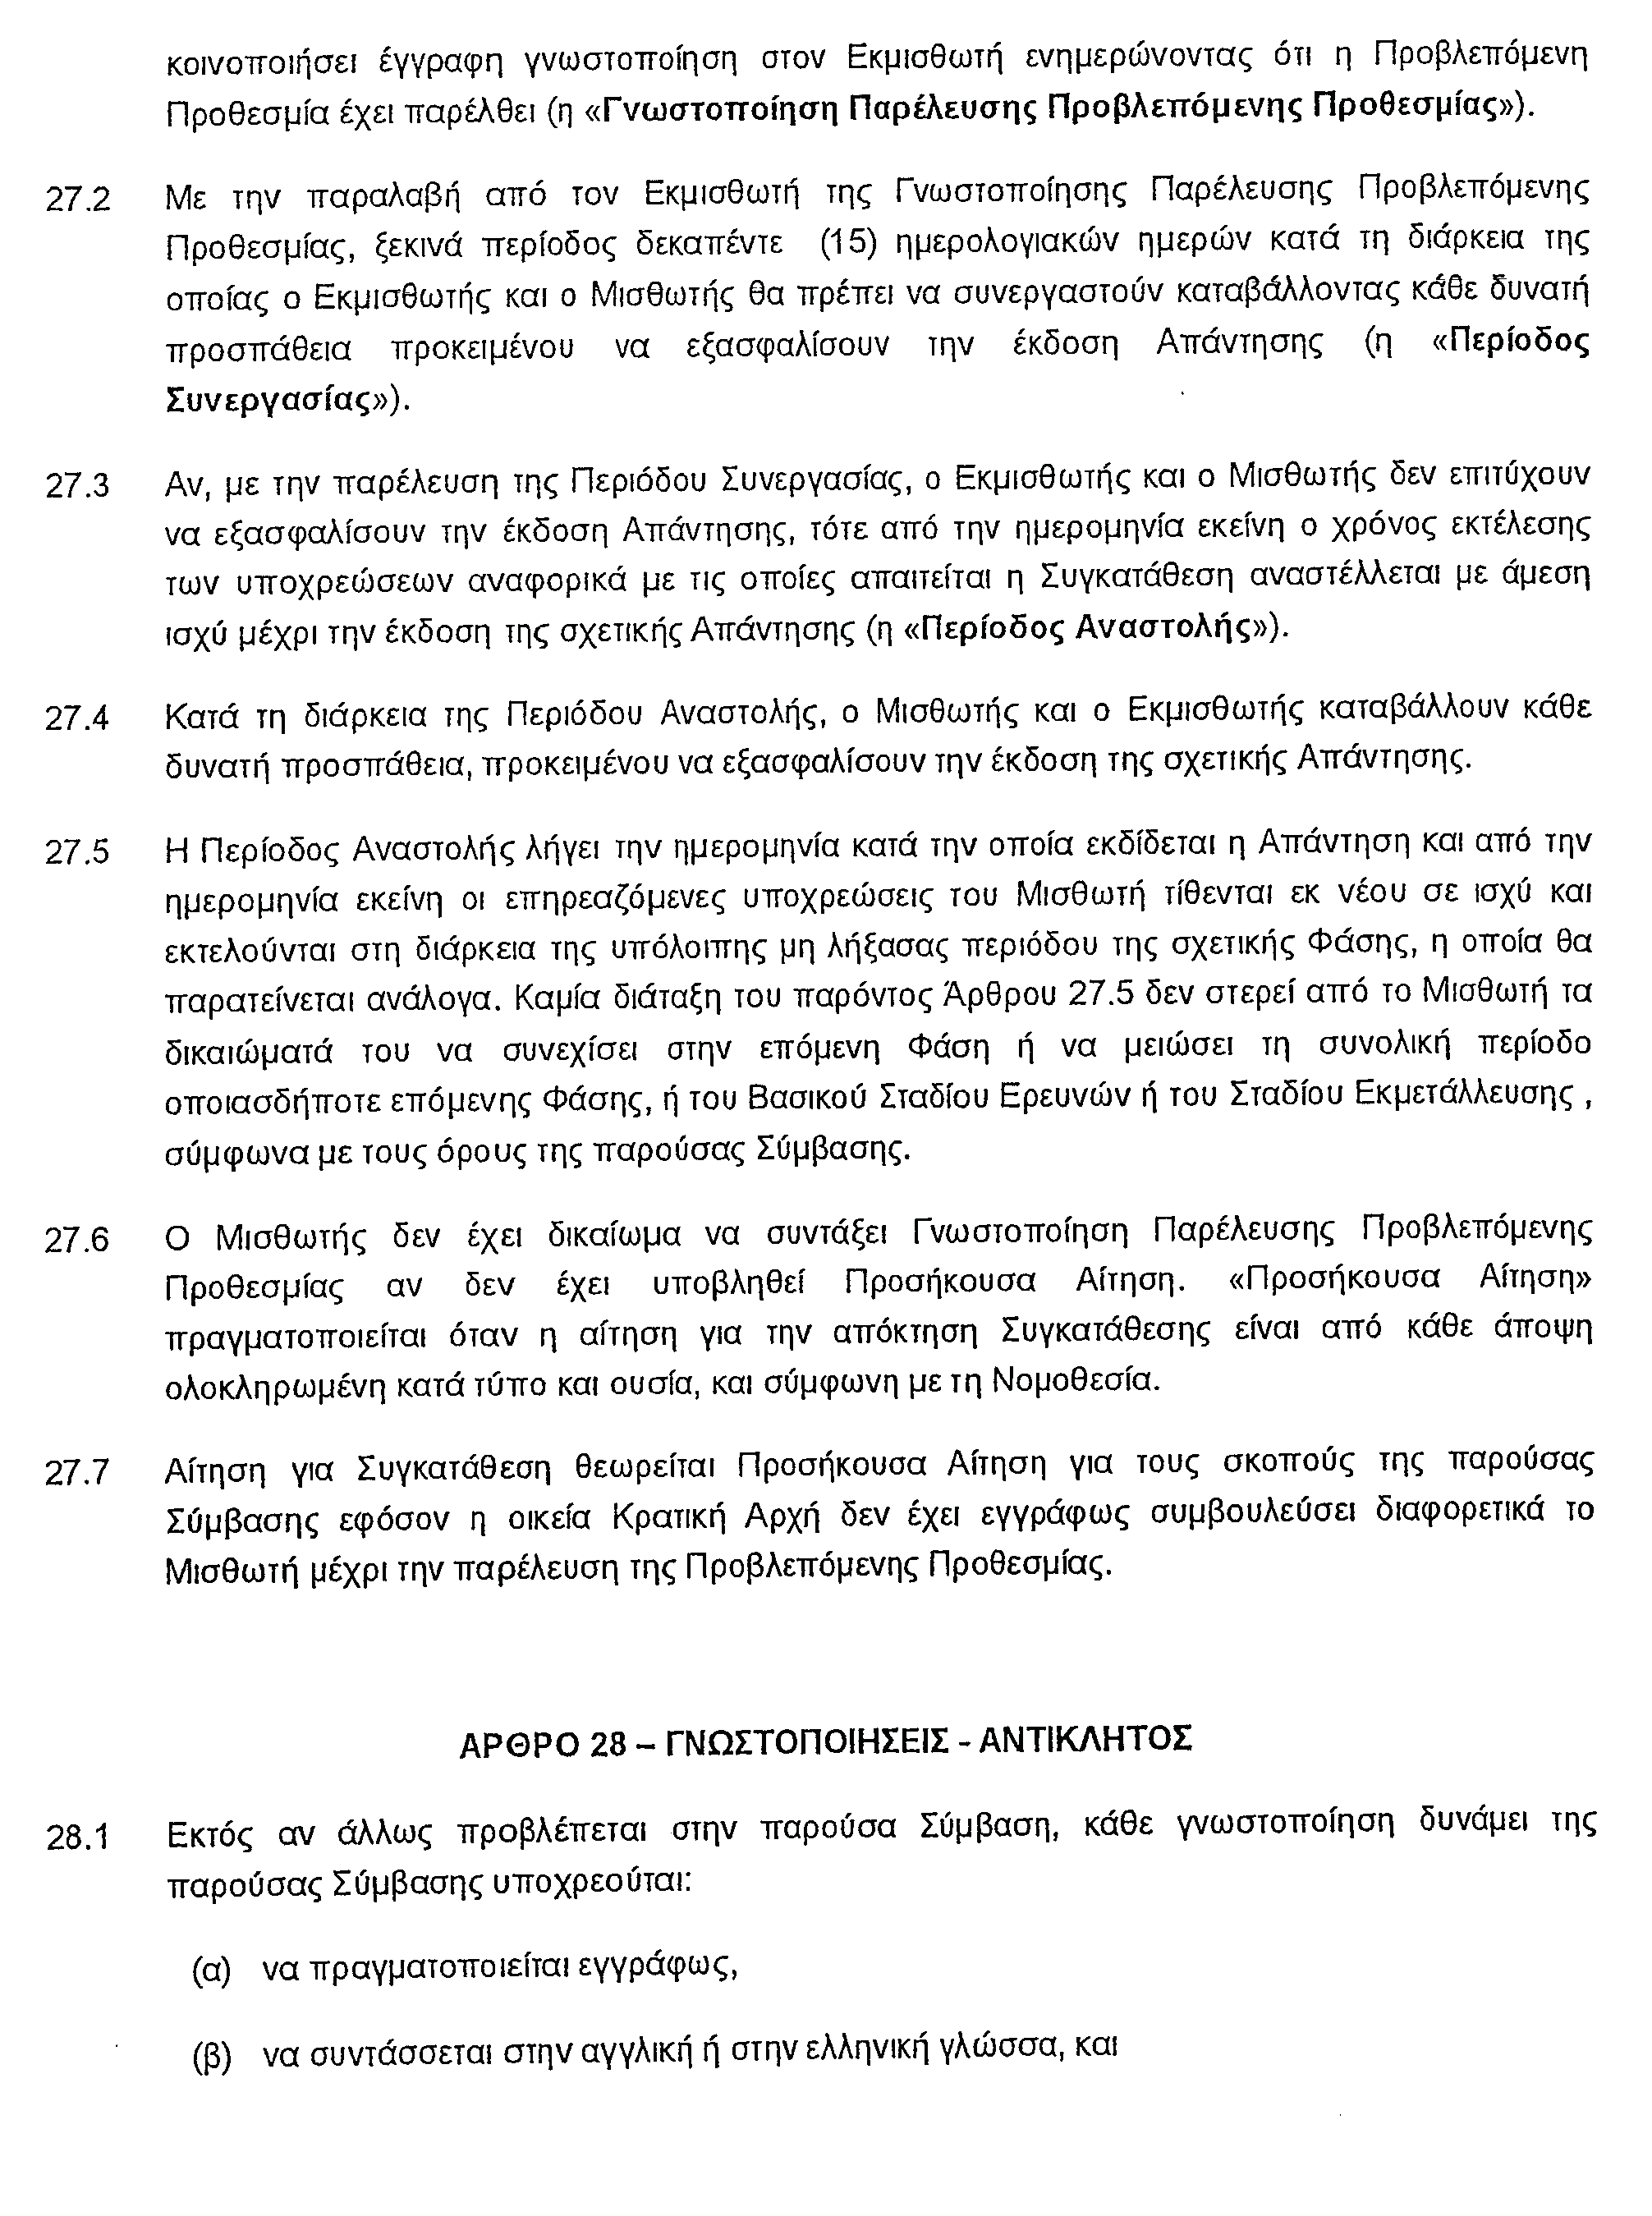 κοινοποιήσει έγγραφη γνωστοποίηση στον Εκμισθωτή ενημερώνοντας ότι η Προβλεπόμενη
Προθεσμία έχει παρέλθει (η «Γνωστοποίηση Παρέλευσης Προβλεπόμενης Προθεσμίας»).
27.2 Με την παραλαβή από τον Εκμισθωτή της Γνωστοποίησης Παρέλευσης Προβλεπόμενης
Προθεσμίας, ξεκινά περίοδος δεκαπέντε (15) ημερολογιακών ημερών κατά τη διάρκεια της
οποίας ο Εκμισθωτής και ο Μισθωτής θα πρέπει να συνεργαστούν καταβάλλοντας κάθε δυνατή
προσπάθεια προκειμένου να εξασφαλίσουν την έκδοση Απάντησης (η «Περίοδος
Συνεργασίας»).
27.3 Αν, με την παρέλευση της Περιόδου Συνεργασίας, ο Εκμισθωτής και ο Μισθωτής δεν επιτύχουν
να εξασφαλίσουν την έκδοση Απάντησης, τότε από την ημερομηνία εκείνη ο χρόνος εκτέλεσης
των υποχρεώσεων αναφορικά με τις οποίες απαιτείται η Συγκατάθεση αναστέλλεται με άμεση
ισχύ μέχρι την έκδοση της σχετικής Απάντησης (η «Περίοδος Αναστολής»).
27.4 Κατά τη διάρκεια της Περιόδου Αναστολής, ο Μισθωτής και ο Εκμισθωτής καταβάλλουν κάθε
δυνατή προσπάθεια, προκειμένου να εξασφαλίσουν την έκδοση της σχετικής Απάντησης.
27.5 Η Περίοδος Αναστολής λήγει την ημερομηνία κατά την οποία εκδίδεται η Απάντηση και από την
ημερομηνία εκείνη οι επηρεαζόμενες υποχρεώσεις του Μισθωτή τίθενται εκ νέου σε ισχύ και
εκτελούνται στη διάρκεια της υπόλοιπης μη λήξασας περιόδου της σχετικής Φάσης, η οποία θα
παρατείνεται ανάλογα. Καμία διάταξη του παρόντος Άρθρου 27.5 δεν στερεί από το Μισθωτή τα
δικαιώματά του να συνεχίσει στην επόμενη Φάση ή να μειώσει τη συνολική περίοδο
οποιασδήποτε επόμενης Φάσης, ή του Βασικού Σταδίου Ερευνών ή του Σταδίου Εκμετάλλευσης ,
σύμφωνα με τους όρους της παρούσας Σύμβασης.
27.6 Ο Μισθωτής δεν έχει δικαίωμα να συντάξει Γνωστοποίηση Παρέλευσης Προβλεπόμενης
Προθεσμίας αν δεν έχει υποβληθεί Προσήκουσα Αίτηση. «Προσήκουσα Αίτηση»
πραγματοποιείται όταν η αίτηση για την απόκτηση Συγκατάθεσης είναι από κάθε άποψη
ολοκληρωμένη κατά τύπο και ουσία, και σύμφωνη με τη Νομοθεσία.
27.7 Αίτηση για Συγκατάθεση θεωρείται Προσήκουσα Αίτηση για τους σκοπούς της παρούσας
Σύμβασης εφόσον η οικεία Κρατική Αρχή δεν έχει εγγράφως συμβουλεύσει διαφορετικά το
Μισθωτή μέχρι την παρέλευση της Προβλεπόμενης Προθεσμίας.
ΑΡΘΡΟ 28 – ΓΝΩΣΤΟΠΟΙΗΣΕΙΣ - ΑΝΤΙΚΛΗΤΟΣ
28.1 Εκτός αν άλλως προβλέπεται στην παρούσα Σύμβαση, κάθε γνωστοποίηση δυνάμει της
παρούσας Σύμβασης υποχρεούται:
(α) να πραγματοποιείται εγγράφως,
(β) να συντάσσεται στην αγγλική ή στην ελληνική γλώσσα, και